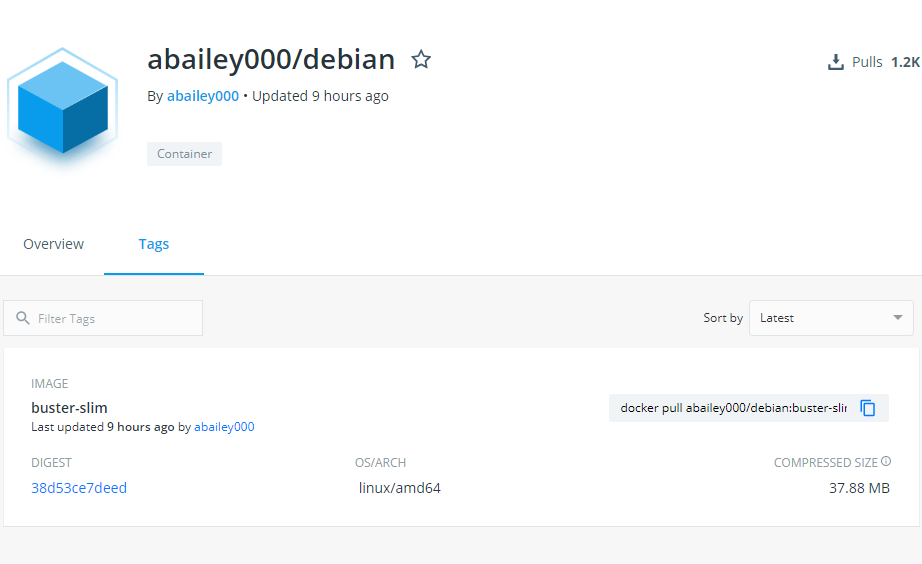 abailey000/debian
By abailey000 • Updated 9 hours ago
Pulls 1.2K
Container
Overview
Tags
Filter Tags
Sort by
Latest
IMAGE
buster-slim
Last updated 9 hours ago by abailey000
docker pull abailey000/debian:buster-slim
DIGEST
OS/ARCH
COMPRESSED SIZE
38d53ce7deed
linux/amd64
37.88 MB